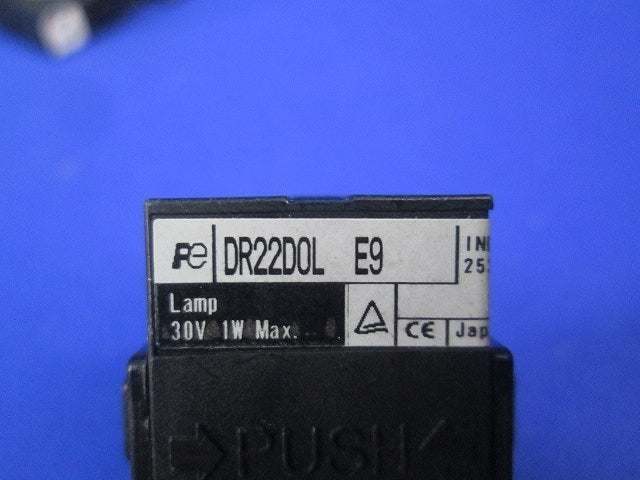 Fe DR22D0L E9
IN
25
Lamp
30V 1W Max.
CE Jap
PUSH